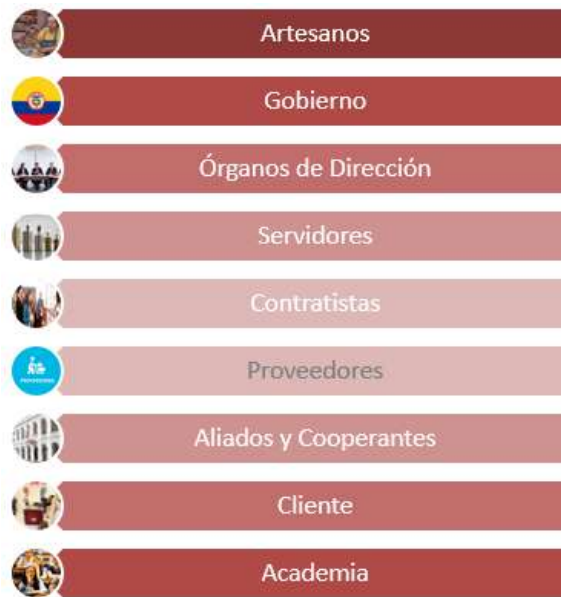 Artesanos
Gobierno
Órganos de Dirección
Servidores
Contratistas
Proveedores
Aliados y Cooperantes
Cliente
Academia